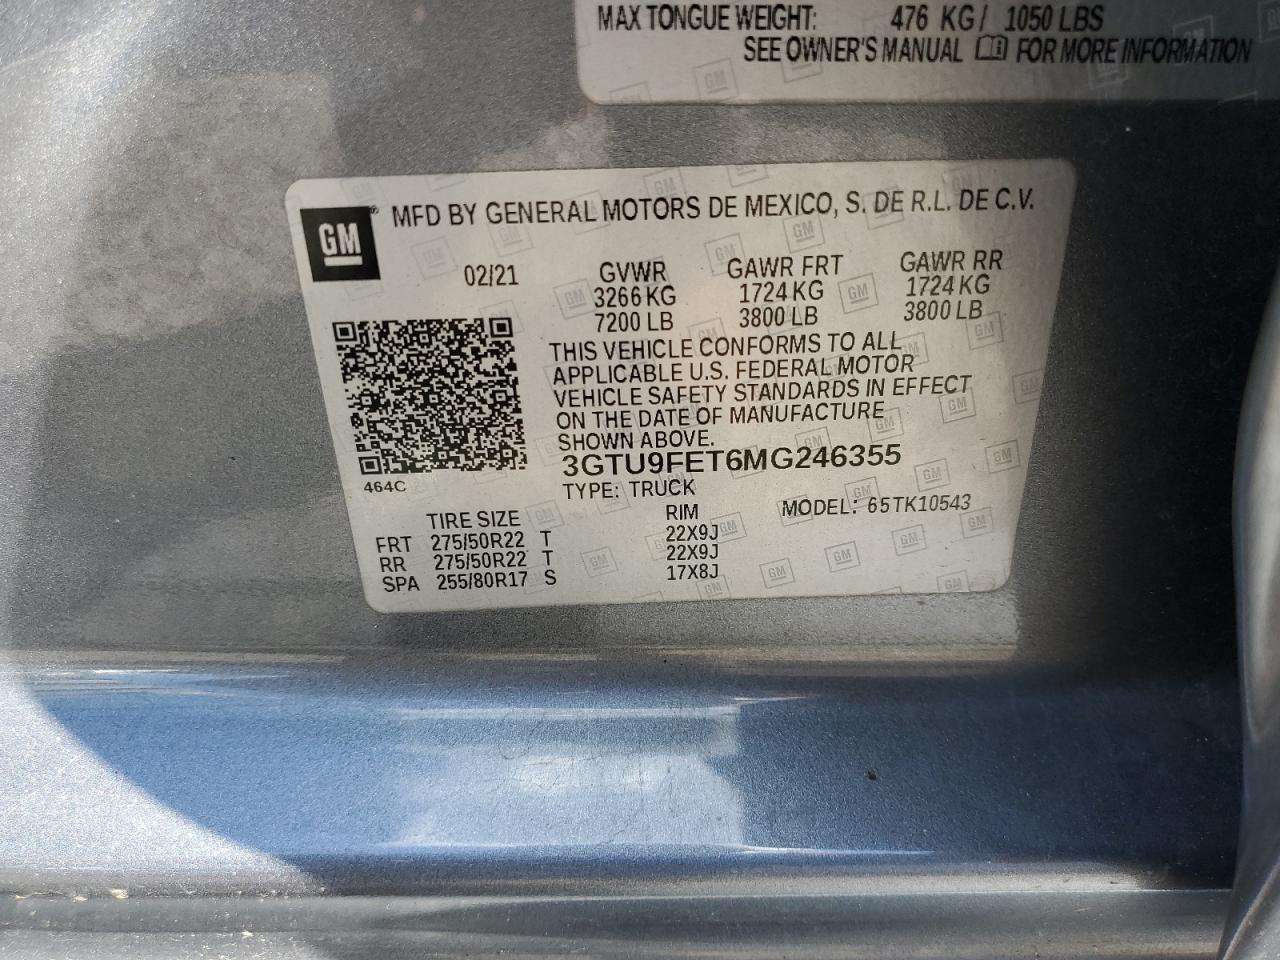 MAX TONGUE WEIGHT: 476 KG / 1050 LBS
SEE OWNER'S MANUAL FOR MORE INFORMATION
GM ® MFD BY GENERAL MOTORS DE MEXICO, S. DE R.L. DE C.V.
02/21 GVWR GAWR FRT GAWR RR
3266 KG 1724 KG 1724 KG
7200 LB 3800 LB 3800 LB
THIS VEHICLE CONFORMS TO ALL
APPLICABLE U.S. FEDERAL MOTOR
VEHICLE SAFETY STANDARDS IN EFFECT
ON THE DATE OF MANUFACTURE
SHOWN ABOVE.
3GTU9FET6MG246355
464C
TYPE: TRUCK
MODEL: 65TK10543
TIRE SIZE RIM
FRT 275/50R22 T 22X9J
RR 275/50R22 T 22X9J
SPA 255/80R17 S 17X8J